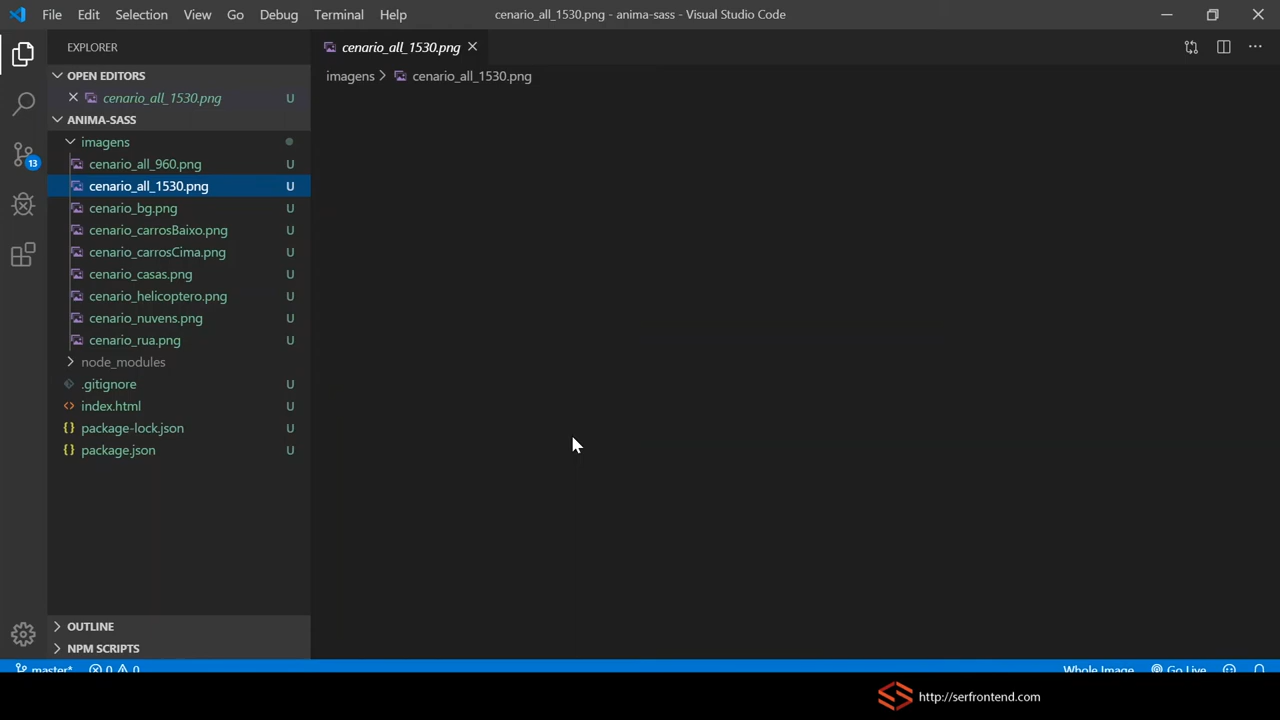 File Edit Selection View Go Debug Terminal Help cenario_all_1530.png - anima-sass - Visual Studio Code
EXPLORER
cenario_all_1530.png
OPEN EDITORS
cenario_all_1530.png U
imagens > cenario_all_1530.png
ANIMA-SASS
imagens
cenario_all_960.png U
cenario_all_1530.png U
cenario_bg.png U
cenario_carrosBaixo.png U
cenario_carrosCima.png U
cenario_casas.png U
cenario_helicoptero.png U
cenario_nuvens.png U
cenario_rua.png U
node_modules
.gitignore U
index.html U
package-lock.json U
package.json U
13
OUTLINE
NPM SCRIPTS
master* 0 0 Whole Image Go Live
http://serfrontend.com